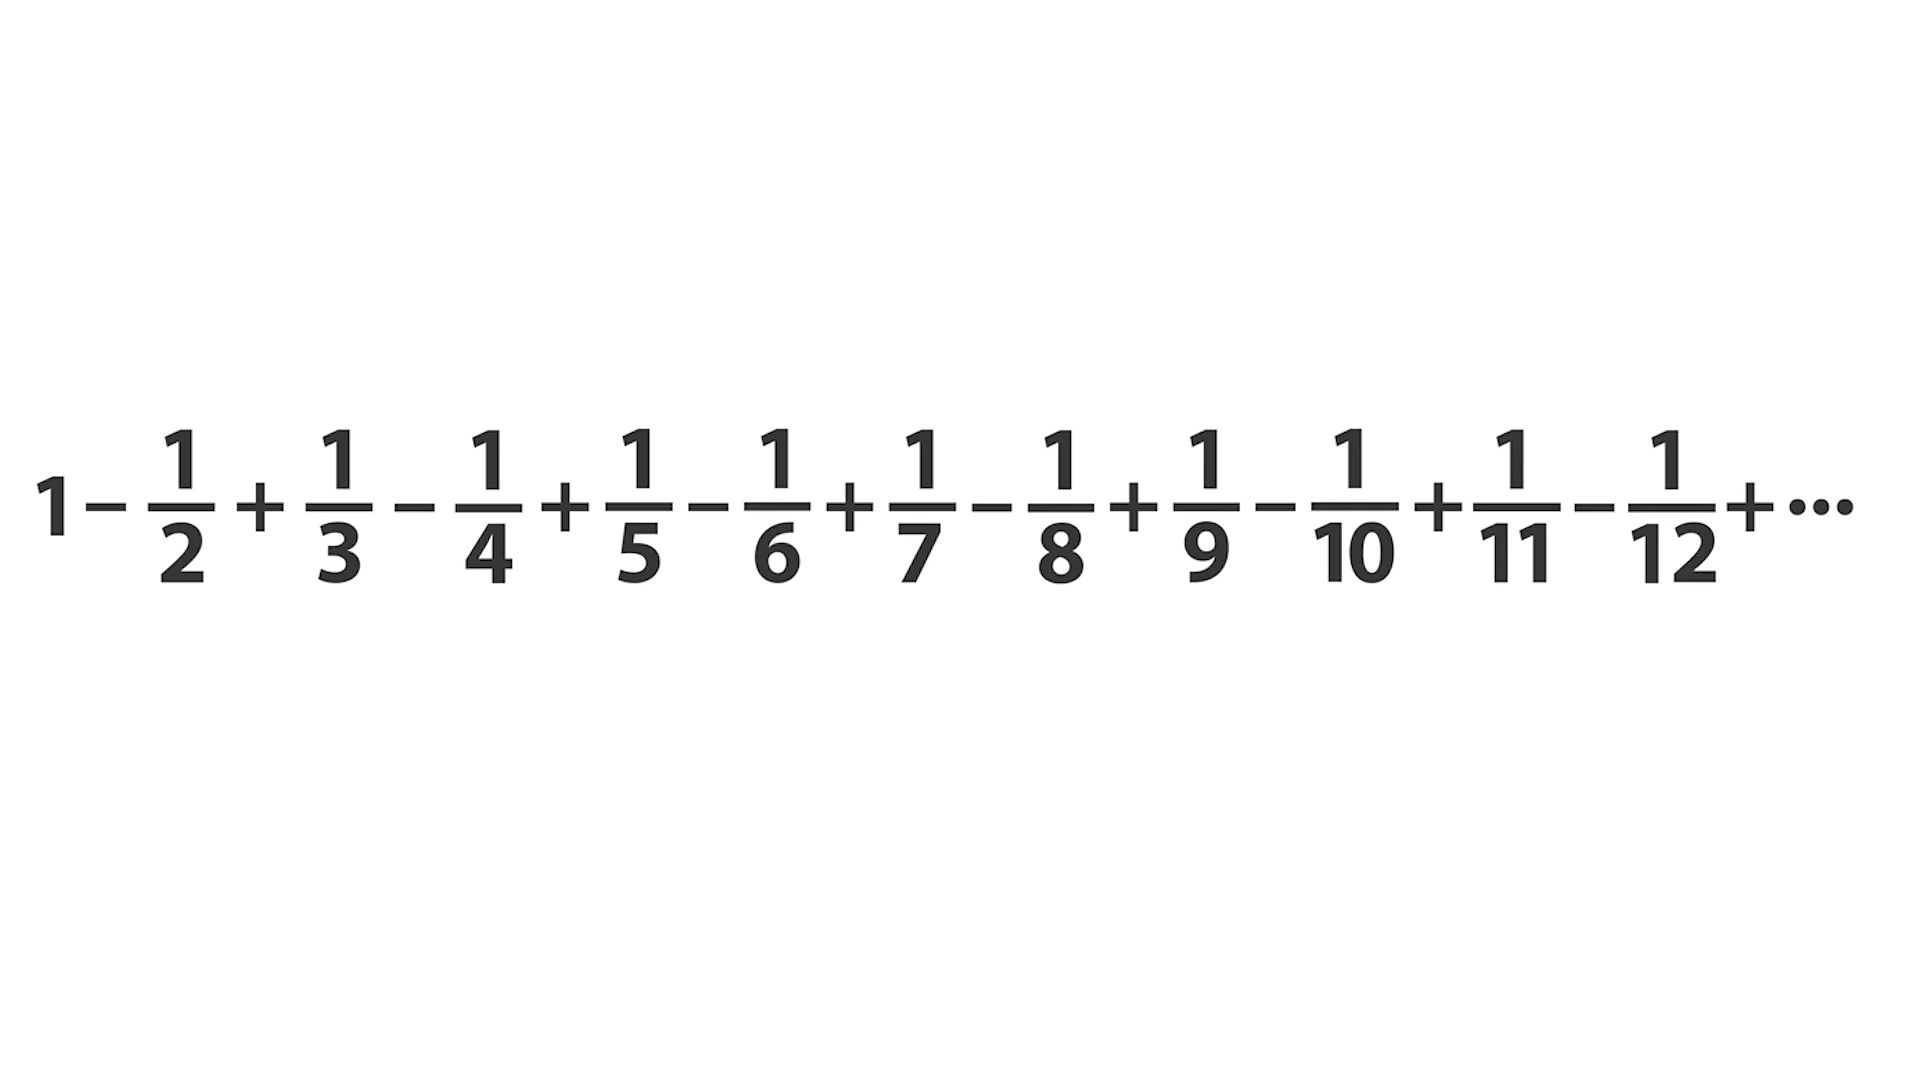 1 − 1/2 + 1/3 − 1/4 + 1/5 − 1/6 + 1/7 − 1/8 + 1/9 − 1/10 + 1/11 − 1/12 + ···